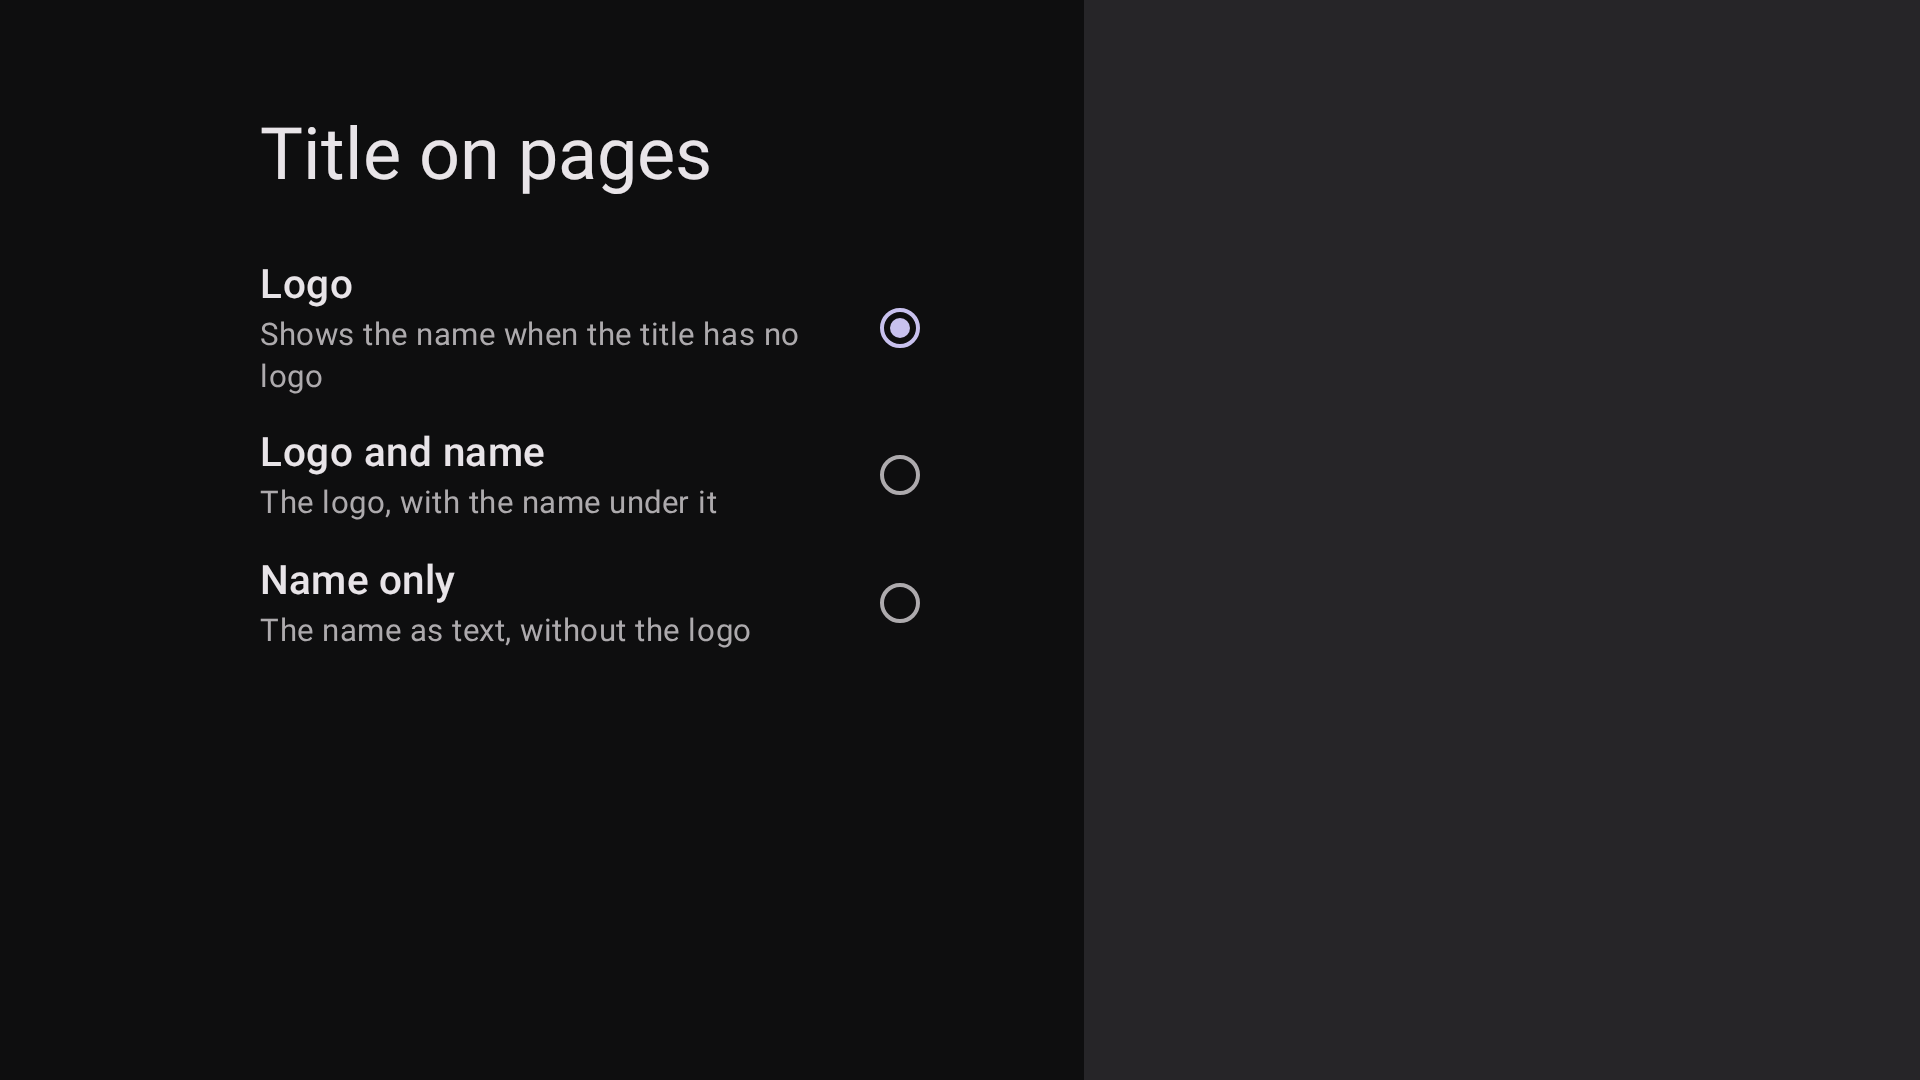 Title on pages
Logo
Shows the name when the title has no
logo
Logo and name
The logo, with the name under it
Name only
The name as text, without the logo